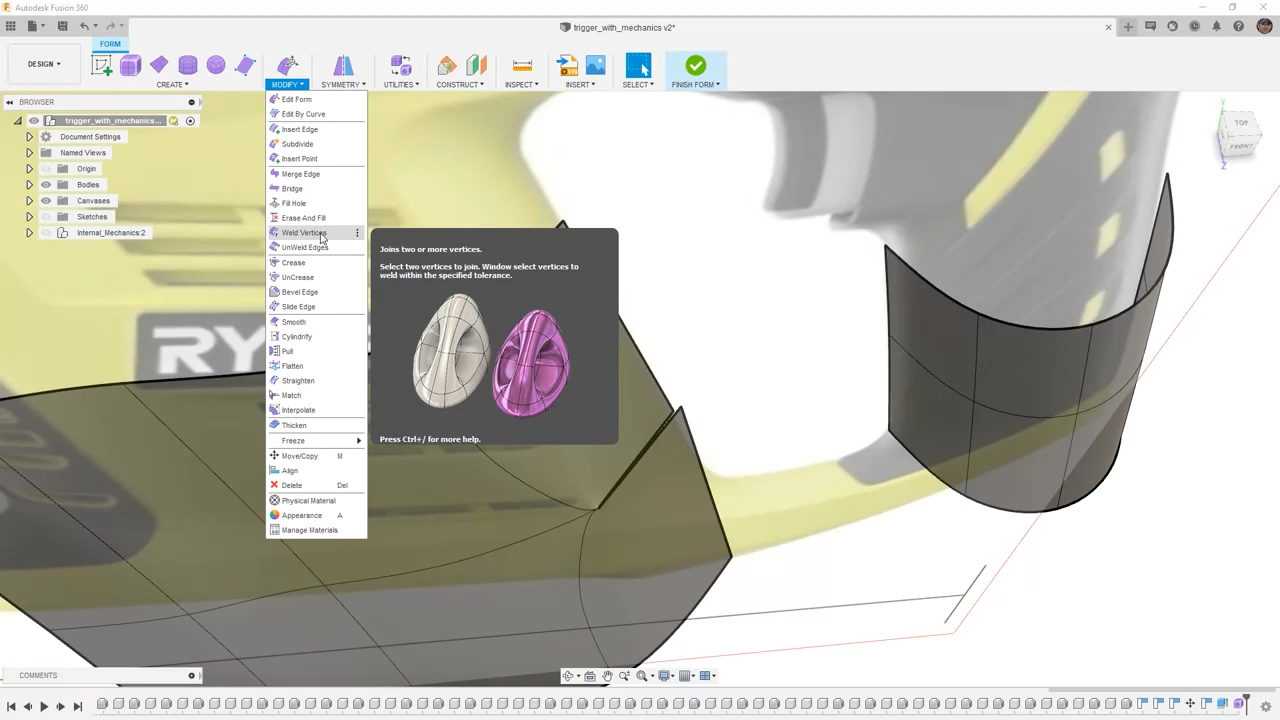 Autodesk Fusion 360
trigger_with_mechanics v2*
FORM
DESIGN
CREATE
MODIFY
SYMMETRY
UTILITIES
CONSTRUCT
INSPECT
INSERT
SELECT
FINISH FORM
BROWSER
trigger_with_mechanics...
Document Settings
Named Views
Origin
Bodies
Canvases
Sketches
Internal_Mechanics:2
Edit Form
Edit By Curve
Insert Edge
Subdivide
Insert Point
Merge Edge
Bridge
Fill Hole
Erase And Fill
Weld Vertices
UnWeld Edges
Crease
UnCrease
Bevel Edge
Slide Edge
Smooth
Cylindrify
Pull
Flatten
Straighten
Match
Interpolate
Thicken
Freeze
Move/Copy M
Align
Delete Del
Physical Material
Appearance A
Manage Materials
Joins two or more vertices.
Select two vertices to join. Window select vertices to
weld within the specified tolerance.
Press Ctrl+/ for more help.
RY
TOP
FRONT
Y
Z
COMMENTS